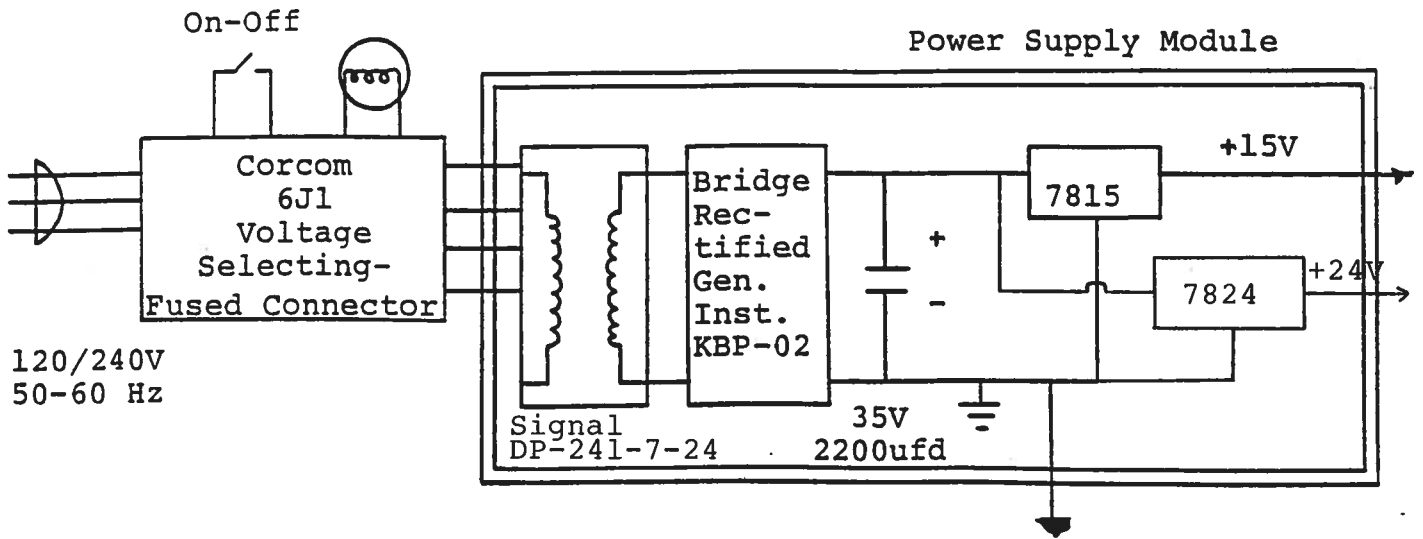 On-Off
Power Supply Module
Corcom
6J1
Voltage
Selecting-
Fused Connector
120/240V
50-60 Hz
Signal
DP-241-7-24
Bridge
Rec-
tified
Gen.
Inst.
KBP-02
+
-
35V
2200ufd
7815
+15V
7824
+24V